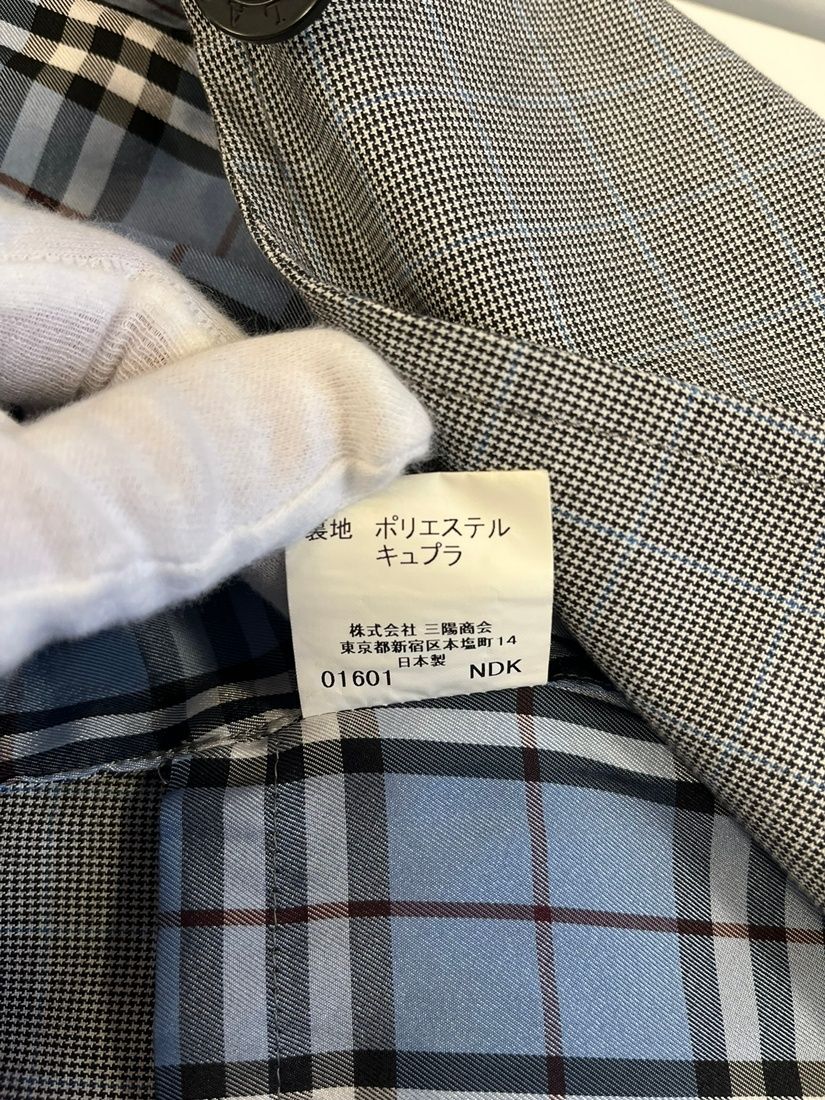 裏地 ポリエステル
キュプラ
株式会社 三陽商会
東京都新宿区本塩町14
日本製
01601 NDK